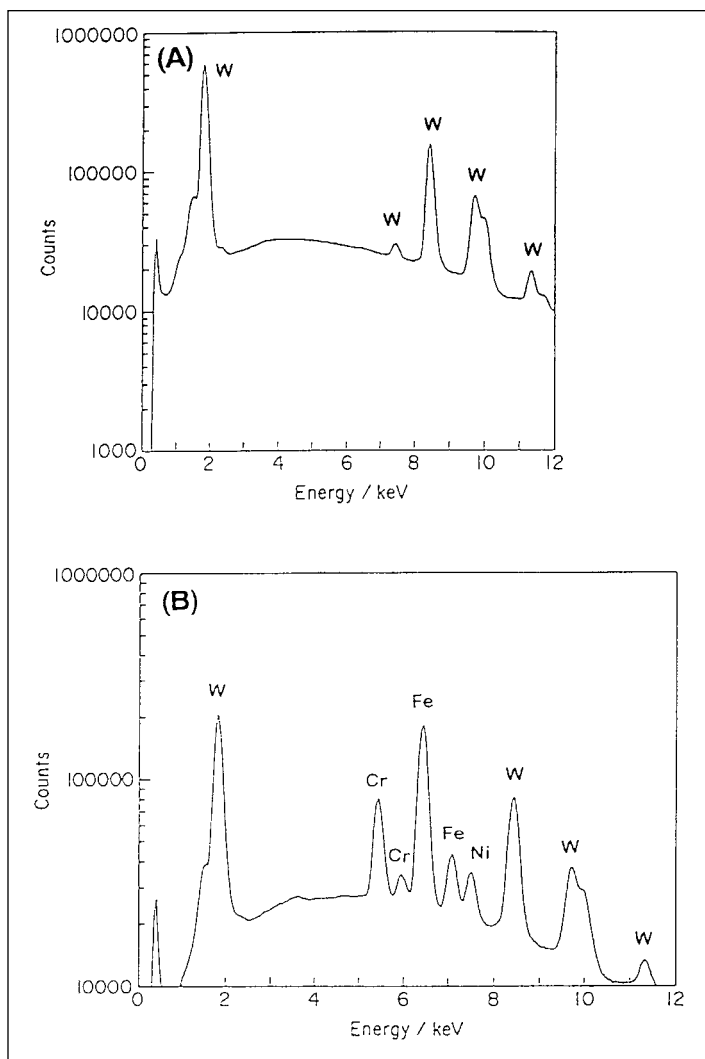 (A)
1000000
100000
10000
1000
Counts
W
W
W
W
W
0 2 4 6 8 10 12
Energy / keV
(B)
1000000
100000
10000
Counts
W
Cr
Cr
Fe
Fe
Ni
W
W
W
0 2 4 6 8 10 12
Energy / keV